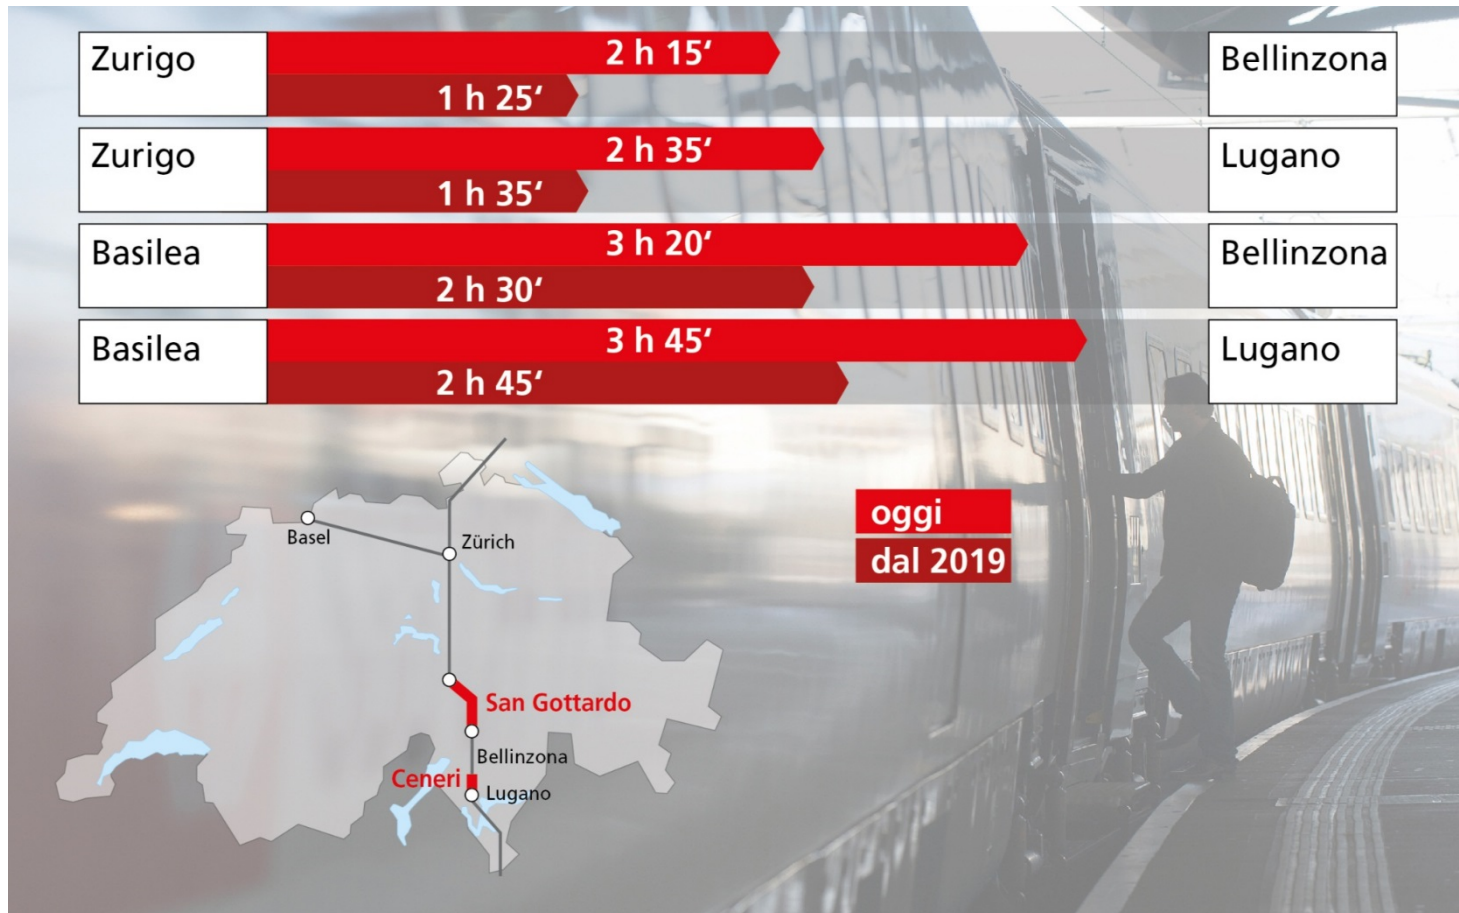 Zurigo
2 h 15‘
Bellinzona
1 h 25‘
Zurigo
2 h 35‘
Lugano
1 h 35‘
Basilea
3 h 20‘
Bellinzona
2 h 30‘
Basilea
3 h 45‘
Lugano
2 h 45‘
oggi
dal 2019
Basel
Zürich
San Gottardo
Bellinzona
Ceneri
Lugano